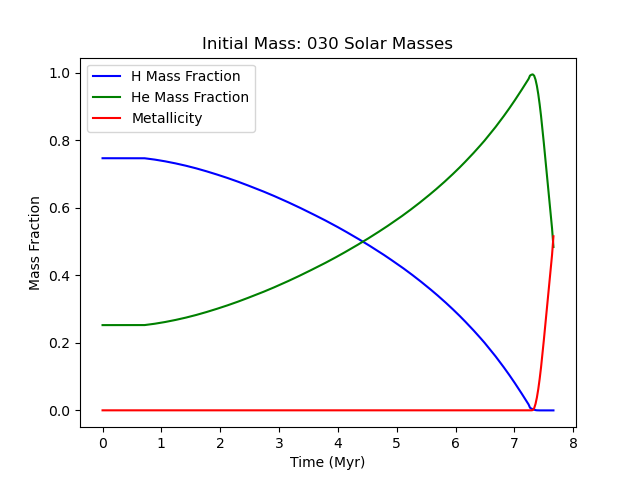 Initial Mass: 030 Solar Masses
H Mass Fraction
He Mass Fraction
Metallicity
1.0
0.8
0.6
0.4
0.2
0.0
Mass Fraction
0 1 2 3 4 5 6 7 8
Time (Myr)